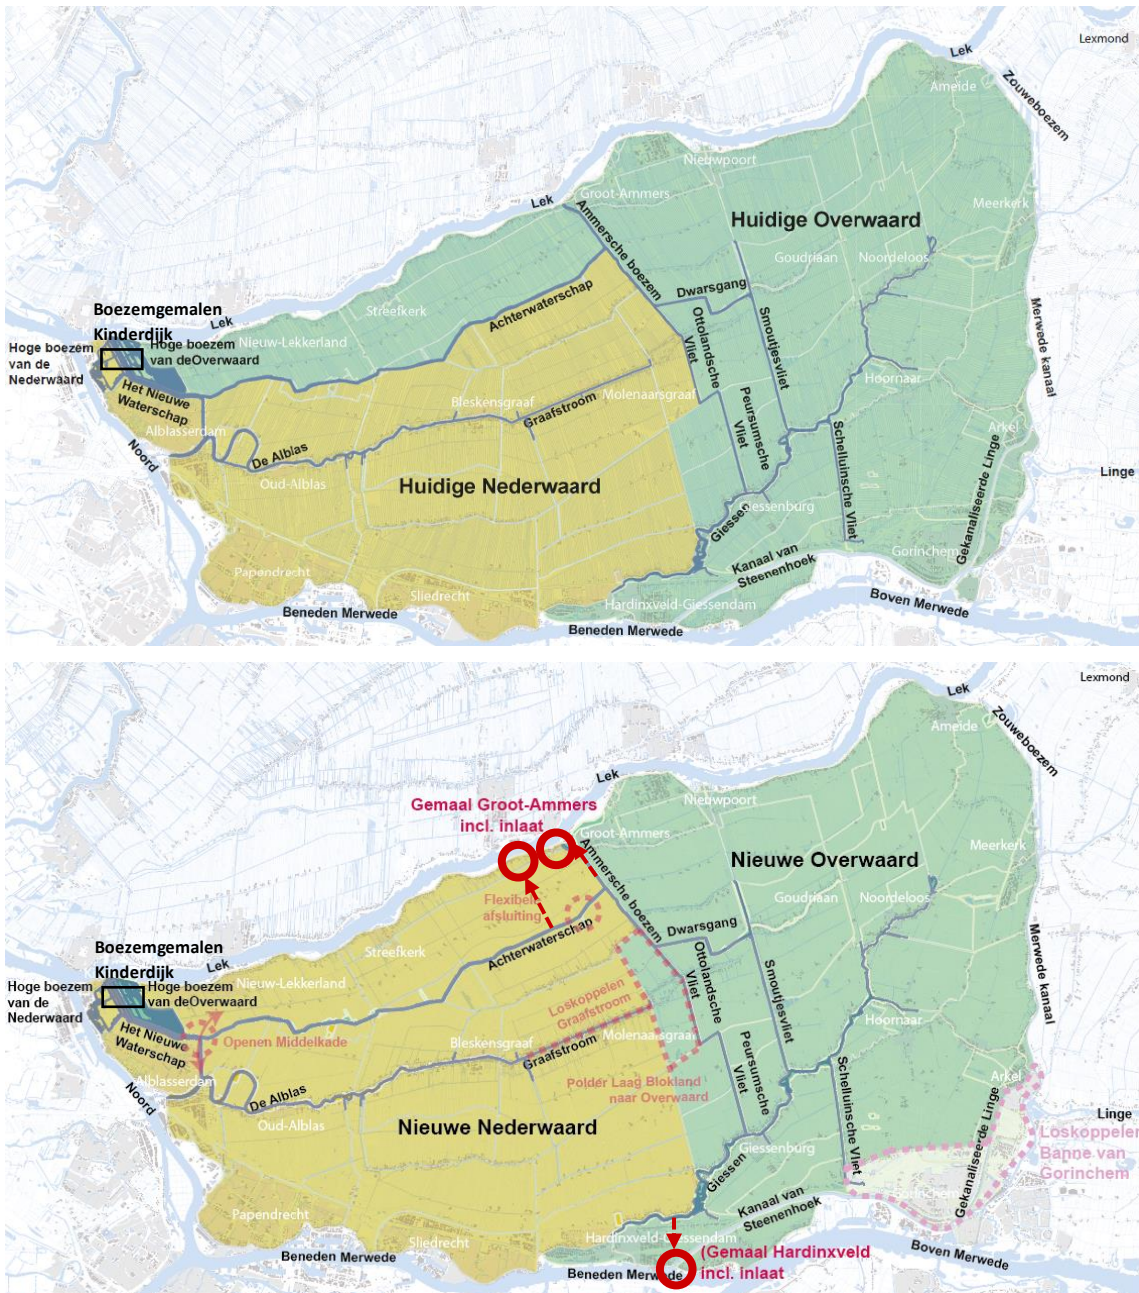 Lexmond
Lek
Zouweboezem
Ameide
Nieuwpoort
Groot-Ammers
Lek
Ammersche boezem
Meerkerk
Huidige Overwaard
Goudriaan
Noordeloos
Dwarsgang
Achterwaterschap
Boezemgemalen
Kinderdijk
Streefkerk
Lek
Ottolandsche
Vliet
Smoutjesvliet
Merwede kanaal
Hoge boezem
van de
Nederwaard
Hoge boezem
van deOverwaard
Nieuw-Lekkerland
Hoornaar
Het Nieuwe
Waterschap
Bleskensgraaf
Molenaarsgraaf
Graafstroom
Peursumsche
Vliet
Alblasserdam
Noord
De Alblas
Schelluinsche Vliet
Arkel
Gekanaliseerde Linge
Linge
Oud-Alblas
Huidige Nederwaard
Giessen
Giessenburg
Kanaal van
Steenenhoek
Gorinchem
Papendrecht
Sliedrecht
Beneden Merwede
Hardinxveld-Giessendam
Boven Merwede
Beneden Merwede
Lexmond
Lek
Zouweboezem
Ameide
Lek
Nieuwpoort
Gemaal Groot-Ammers
incl. inlaat
Groot-Ammers
Ammersche boezem
Meerkerk
Nieuwe Overwaard
Goudriaan
Noordeloos
Flexibele
afsluiting
Dwarsgang
Achterwaterschap
Boezemgemalen
Kinderdijk
Streefkerk
Lek
Ottolandsche
Vliet
Smoutjesvliet
Merwede kanaal
Hoge boezem
van de
Nederwaard
Hoge boezem
van deOverwaard
Nieuw-Lekkerland
Loskoppelen
Graafstroom
Hoornaar
Het Nieuwe
Waterschap
Openen Middelkade
Bleskensgraaf
Molenaarsgraaf
Graafstroom
Peursumsche
Vliet
Alblasserdam
Noord
De Alblas
Polder Laag Blokland
naar Overwaard
Schelluinsche Vliet
Arkel
Gekanaliseerde Linge
Linge
Loskoppelen
Banne van
Gorinchem
Oud-Alblas
Nieuwe Nederwaard
Giessen
Giessenburg
Kanaal van
Steenenhoek
Gorinchem
Papendrecht
Sliedrecht
Beneden Merwede
Hardinxveld-Giessendam
(Gemaal Hardinxveld
incl. inlaat
Boven Merwede
Beneden Merwede